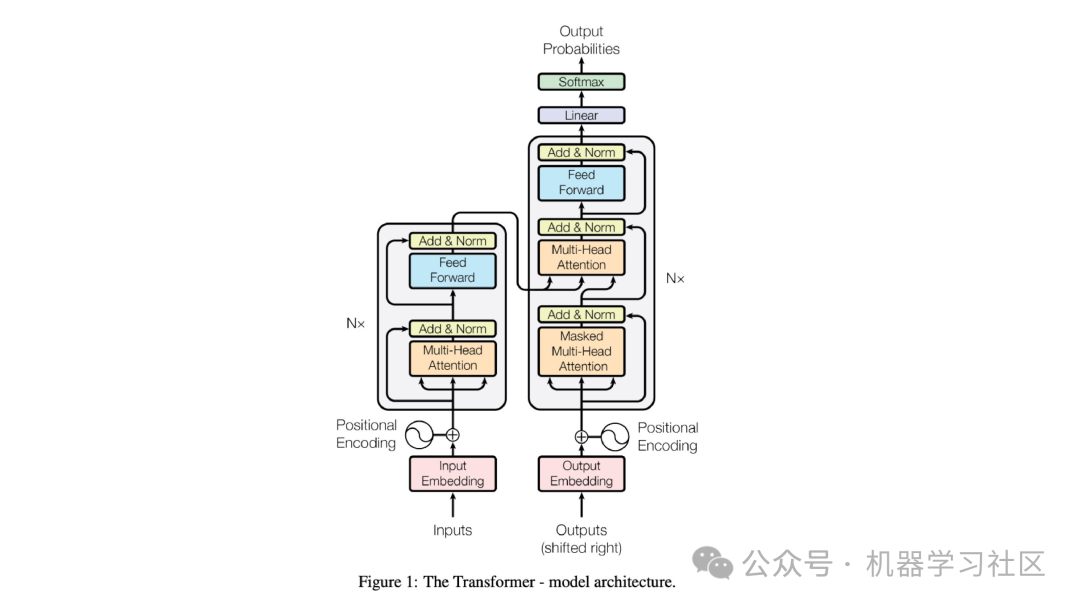 Output
Probabilities
Softmax
Linear
Add & Norm
Feed
Forward
Add & Norm
Multi-Head
Attention
Add & Norm
Masked
Multi-Head
Attention
N×
Add & Norm
Feed
Forward
Add & Norm
Multi-Head
Attention
N×
Positional
Encoding
Positional
Encoding
Input
Embedding
Output
Embedding
Inputs
Outputs
(shifted right)
公众号 · 机器学习社区
Figure 1: The Transformer - model architecture.